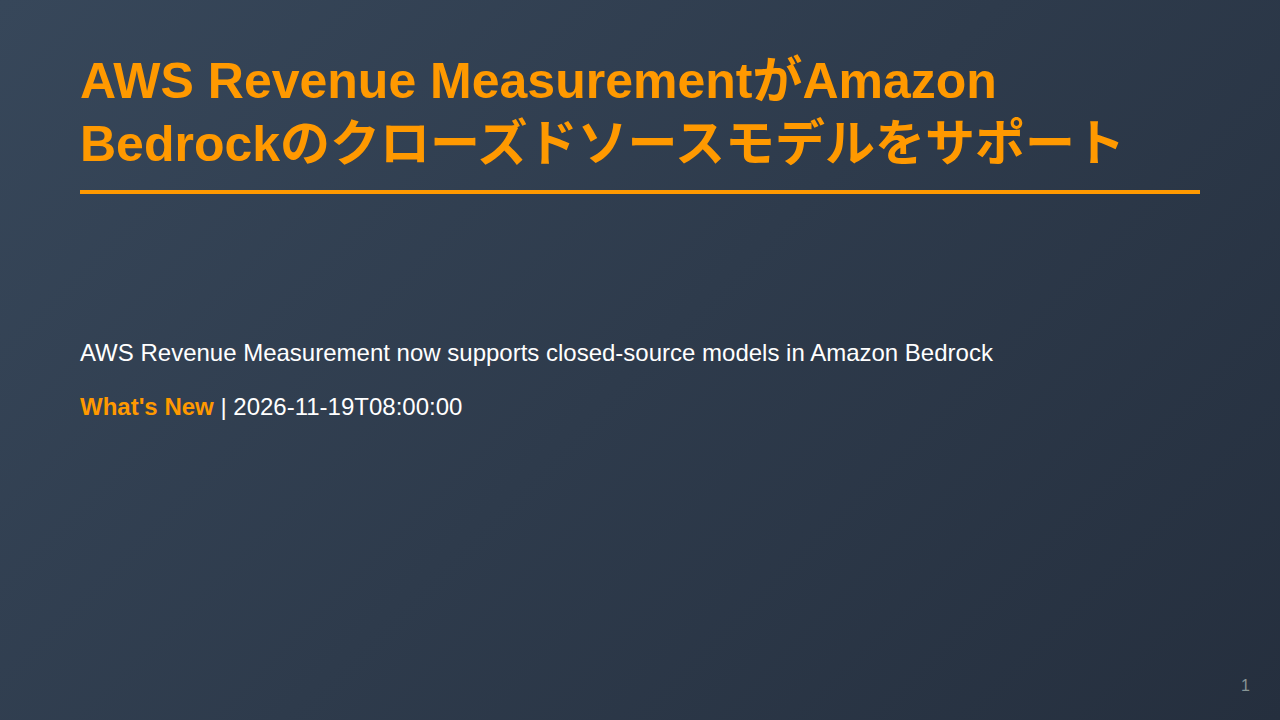 AWS Revenue MeasurementがAmazon
Bedrockのクローズドソースモデルをサポート
AWS Revenue Measurement now supports closed-source models in Amazon Bedrock
What's New | 2026-11-19T08:00:00
1